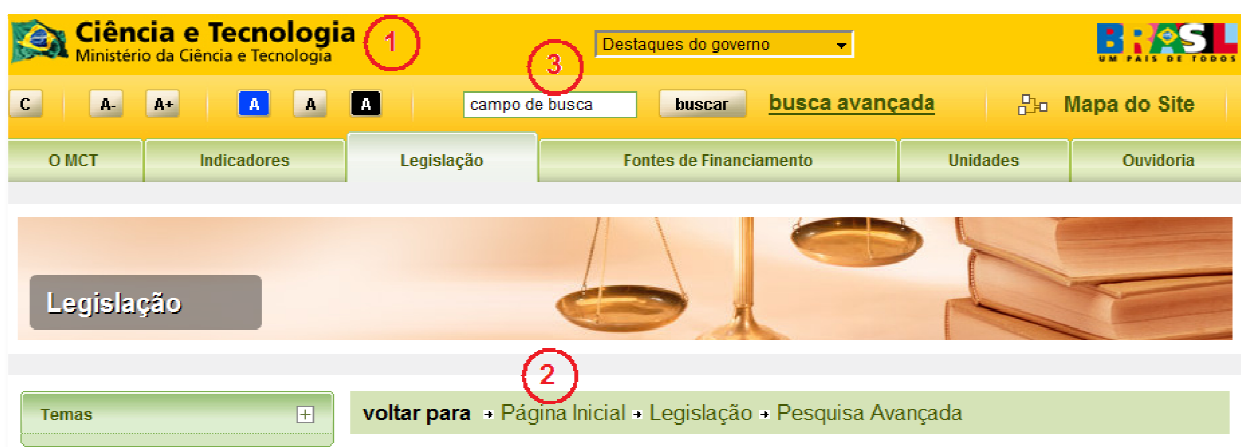 Ciência e Tecnologia
Ministério da Ciência e Tecnologia
1
Destaques do governo
BRASIL
UM PAÍS DE TODOS
3
C A- A+ A A A campo de busca buscar busca avançada Mapa do Site
O MCT Indicadores Legislação Fontes de Financiamento Unidades Ouvidoria
Legislação
2
Temas
voltar para Página Inicial Legislação Pesquisa Avançada